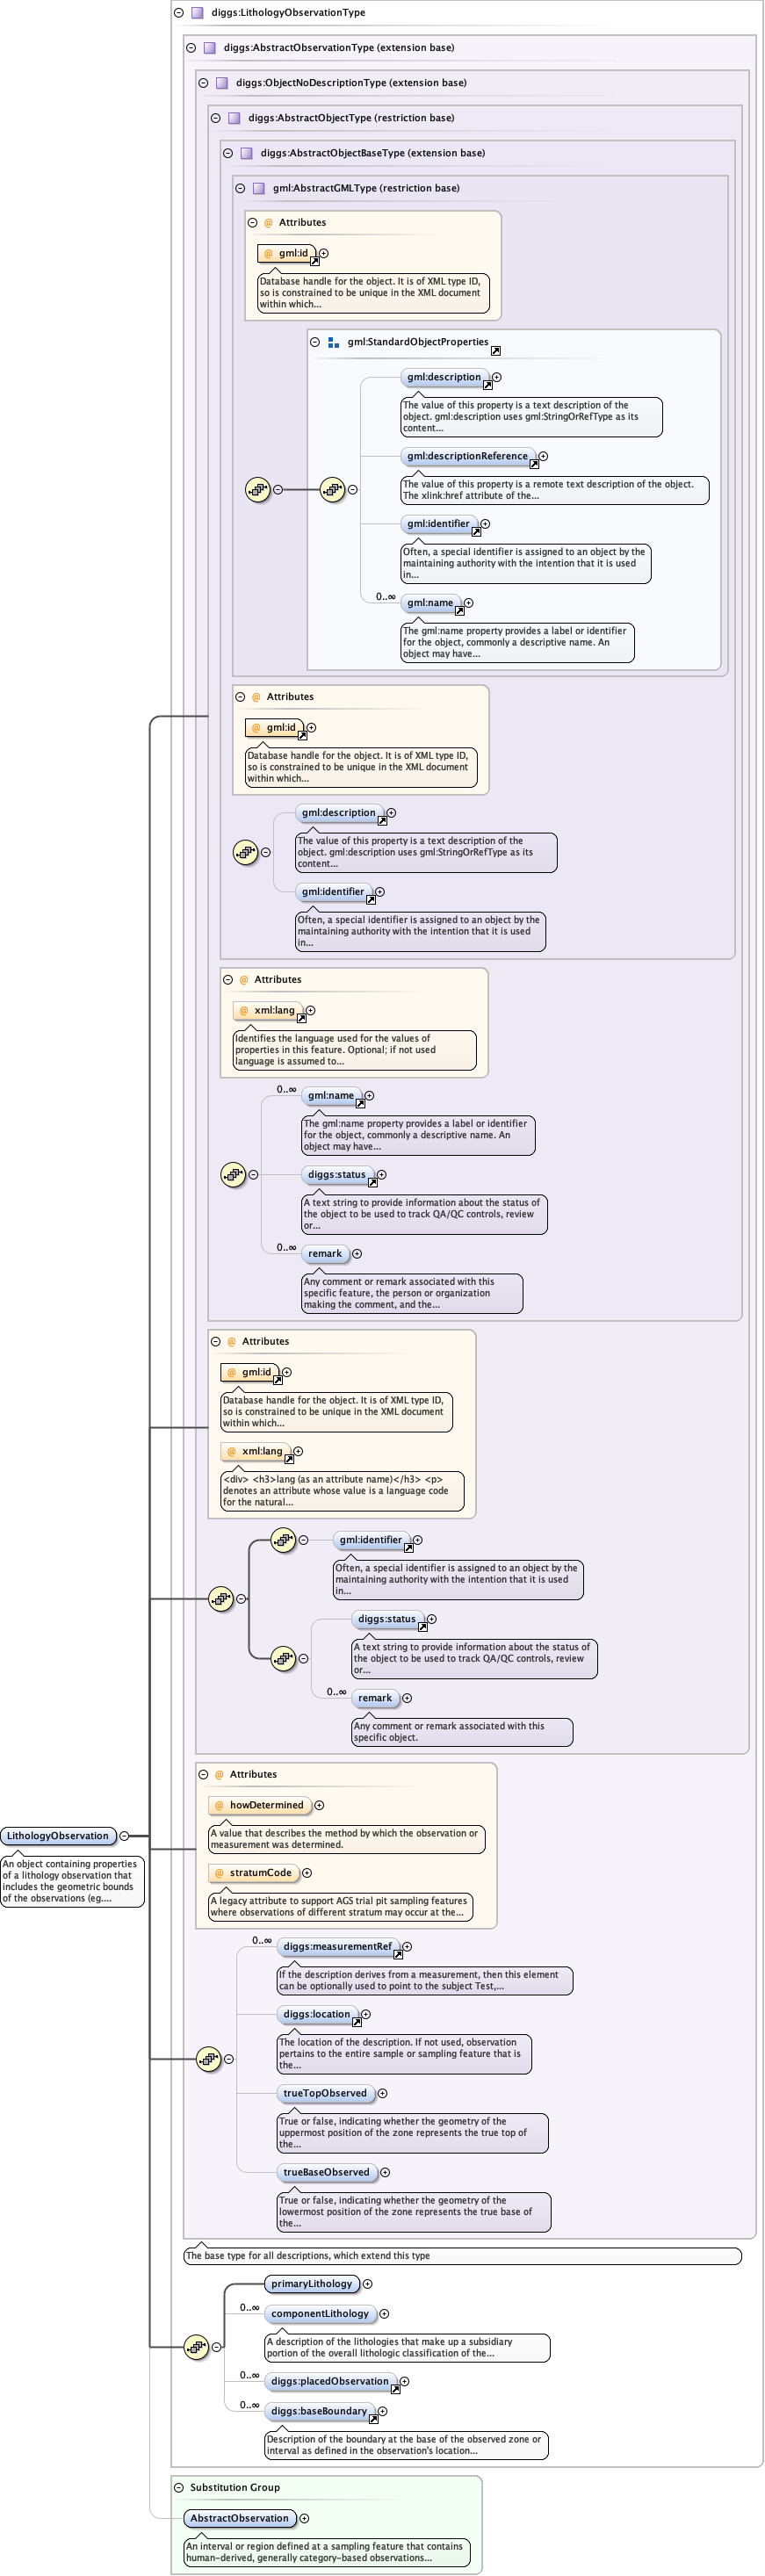 diggs:LithologyObservationType
diggs:AbstractObservationType (extension base)
diggs:ObjectNoDescriptionType (extension base)
diggs:AbstractObjectType (restriction base)
diggs:AbstractObjectBaseType (extension base)
gml:AbstractGMLType (restriction base)
@ Attributes
@ gml:id
Database handle for the object. It is of XML type ID,
so is constrained to be unique in the XML document
within which...
gml:StandardObjectProperties
gml:description
The value of this property is a text description of the
object. gml:description uses gml:StringOrRefType as its
content...
gml:descriptionReference
The value of this property is a remote text description of the object.
The xlink:href attribute of the...
gml:identifier
Often, a special identifier is assigned to an object by the
maintaining authority with the intention that it is used
in...
0..∞
gml:name
The gml:name property provides a label or identifier
for the object, commonly a descriptive name. An
object may have...
@ Attributes
@ gml:id
Database handle for the object. It is of XML type ID,
so is constrained to be unique in the XML document
within which...
gml:description
The value of this property is a text description of the
object. gml:description uses gml:StringOrRefType as its
content...
gml:identifier
Often, a special identifier is assigned to an object by the
maintaining authority with the intention that it is used
in...
@ Attributes
@ xml:lang
Identifies the language used for the values of
properties in this feature. Optional; if not used
language is assumed to...
0..∞
gml:name
The gml:name property provides a label or identifier
for the object, commonly a descriptive name. An
object may have...
diggs:status
A text string to provide information about the status of
the object to be used to track QA/QC controls, review
or...
0..∞
remark
Any comment or remark associated with this
specific feature, the person or organization
making the comment, and the...
@ Attributes
@ gml:id
Database handle for the object. It is of XML type ID,
so is constrained to be unique in the XML document
within which...
@ xml:lang
<div> <h3>lang (as an attribute name)</h3> <p>
denotes an attribute whose value is a language code
for the natural...
gml:identifier
Often, a special identifier is assigned to an object by the
maintaining authority with the intention that it is used
in...
diggs:status
A text string to provide information about the status of
the object to be used to track QA/QC controls, review
or...
0..∞
remark
Any comment or remark associated with this
specific object.
@ Attributes
@ howDetermined
A value that describes the method by which the observation or
measurement was determined.
@ stratumCode
A legacy attribute to support AGS trial pit sampling features
where observations of different stratum may occur at the...
LithologyObservation
An object containing properties
of a lithology observation that
includes the geometric bounds
of the observations (eg....
0..∞
diggs:measurementRef
If the description derives from a measurement, then this element
can be optionally used to point to the subject Test,...
diggs:location
The location of the description. If not used, observation
pertains to the entire sample or sampling feature that is
the...
trueTopObserved
True or false, indicating whether the geometry of the
uppermost position of the zone represents the true top of
the...
trueBaseObserved
True or false, indicating whether the geometry of the
lowermost position of the zone represents the true base of
the...
The base type for all descriptions, which extend this type
primaryLithology
0..∞
componentLithology
A description of the lithologies that make up a subsidiary
portion of the overall lithologic classification of the...
0..∞
diggs:placedObservation
0..∞
diggs:baseBoundary
Description of the boundary at the base of the observed zone or
interval as defined in the observation's location...
Substitution Group
AbstractObservation
An interval or region defined at a sampling feature that contains
human-derived, generally category-based observations...